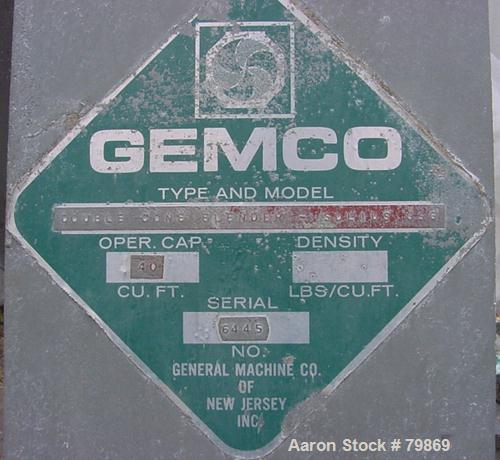 GEMCO
TYPE AND MODEL
DOUBLE CONE BLENDER - SOLIDS
OPER. CAP. DENSITY
40
CU. FT. LBS/CU.FT.
SERIAL
6445
NO.
GENERAL MACHINE CO.
OF
NEW JERSEY
INC.
Aaron Stock # 79869